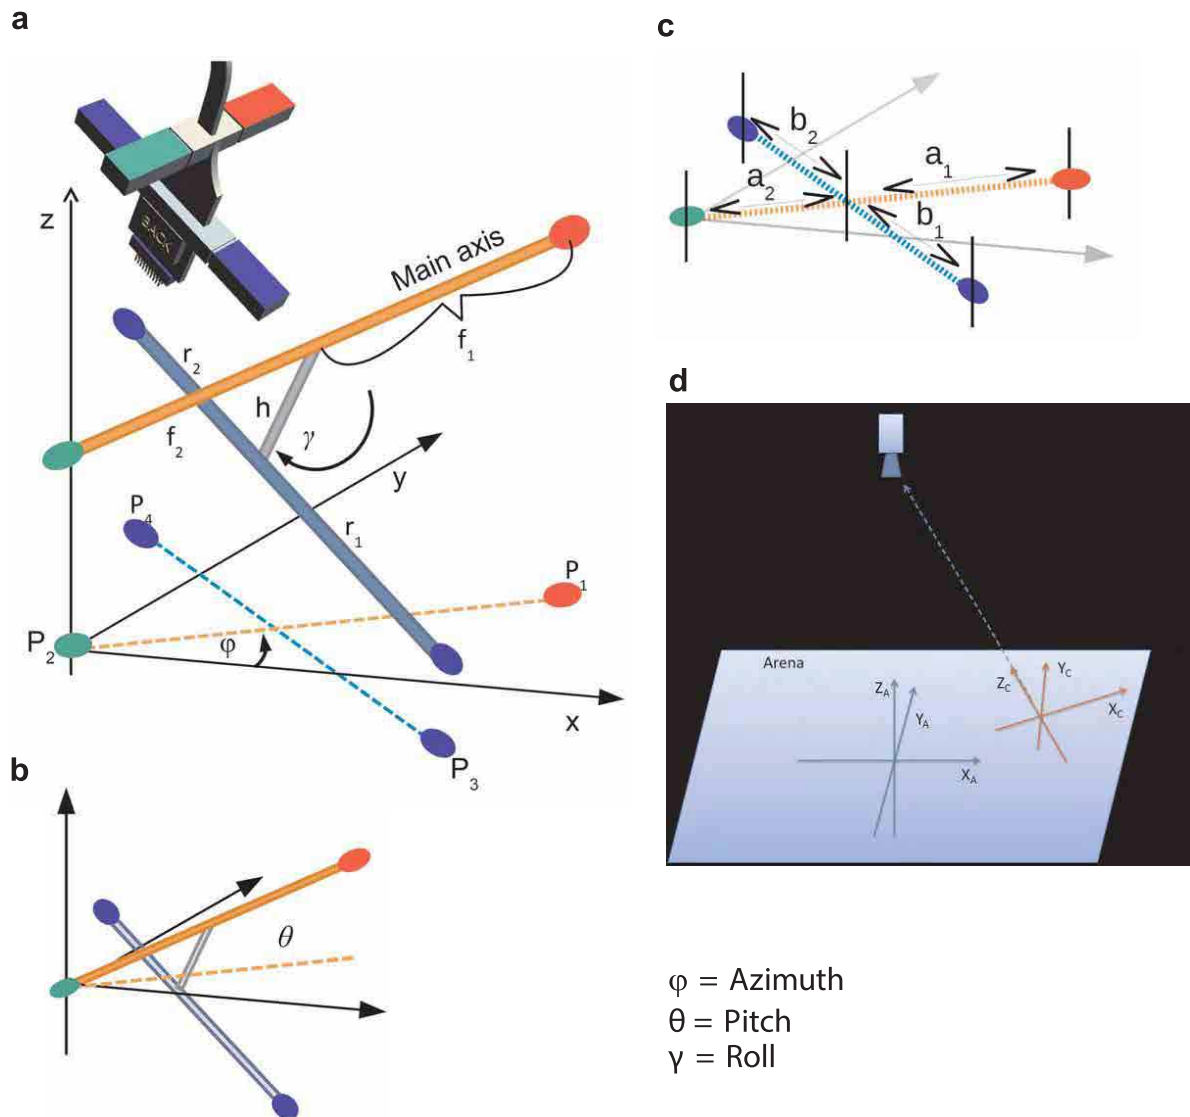 a
BACK
z
Main axis
f1
r2
h
f2
γ
y
P4
r1
P1
P2
φ
x
P3
b
θ
c
b2
a1
a2
b1
d
Arena
ZA
YA
XA
ZC
YC
XC
φ = Azimuth
θ = Pitch
γ = Roll